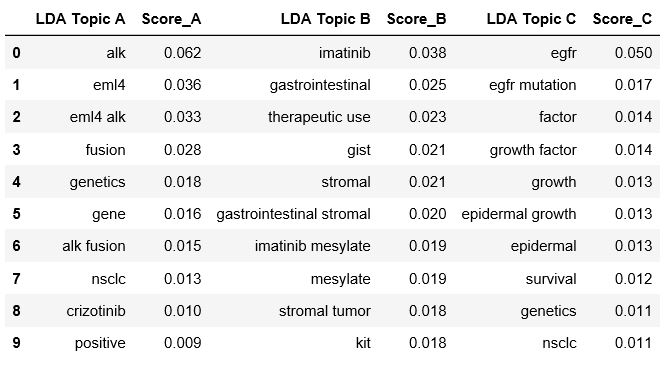 LDA Topic A Score_A LDA Topic B Score_B LDA Topic C Score_C
0 alk 0.062 imatinib 0.038 egfr 0.050
1 eml4 0.036 gastrointestinal 0.025 egfr mutation 0.017
2 eml4 alk 0.033 therapeutic use 0.023 factor 0.014
3 fusion 0.028 gist 0.021 growth factor 0.014
4 genetics 0.018 stromal 0.021 growth 0.013
5 gene 0.016 gastrointestinal stromal 0.020 epidermal growth 0.013
6 alk fusion 0.015 imatinib mesylate 0.019 epidermal 0.013
7 nsclc 0.013 mesylate 0.019 survival 0.012
8 crizotinib 0.010 stromal tumor 0.018 genetics 0.011
9 positive 0.009 kit 0.018 nsclc 0.011